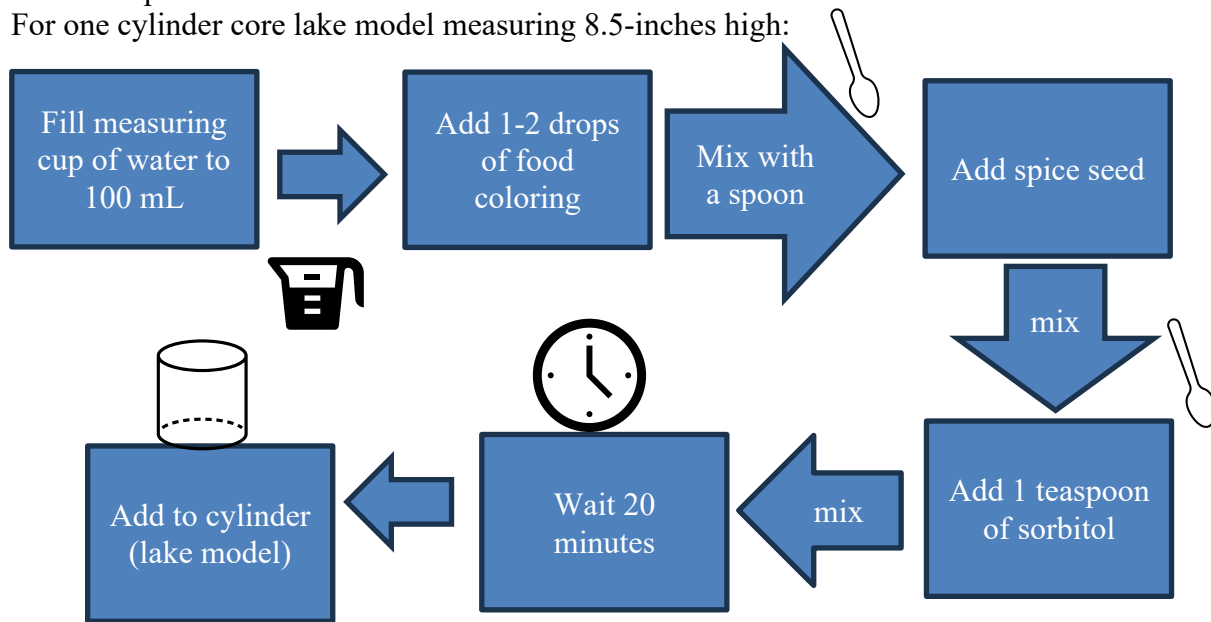 For one cylinder core lake model measuring 8.5-inches high:
Fill measuring
cup of water to
100 mL
Add 1-2 drops
of food
coloring
Mix with
a spoon
Add spice seed
mix
Add 1 teaspoon
of sorbitol
mix
Wait 20
minutes
Add to cylinder
(lake model)